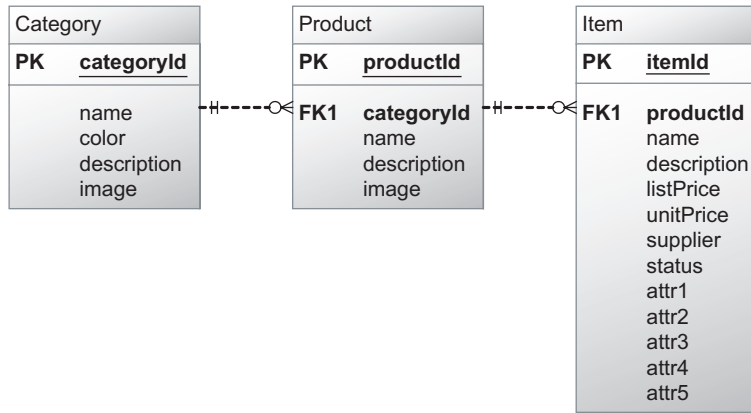 Category
PK categoryId
name
color
description
image
Product
PK productId
FK1 categoryId
name
description
image
Item
PK itemId
FK1 productId
name
description
listPrice
unitPrice
supplier
status
attr1
attr2
attr3
attr4
attr5